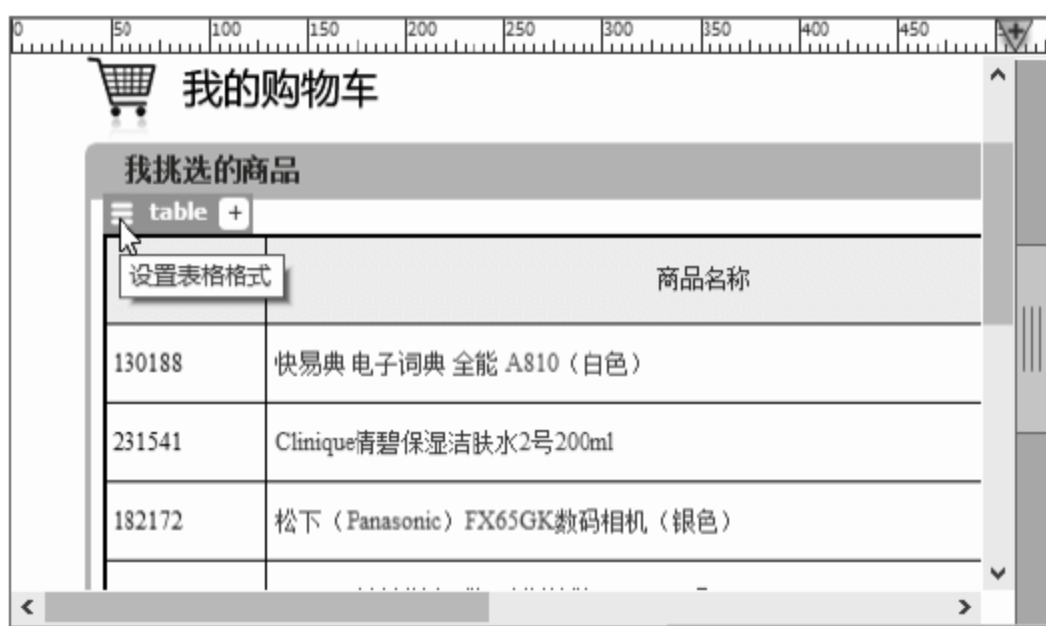 0 50 100 150 200 250 300 350 400 450
我的购物车
我挑选的商品
table +
设置表格格式
商品名称
130188 快易典 电子词典 全能 A810（白色）
231541 Clinique倩碧保湿洁肤水2号200ml
182172 松下（Panasonic）FX65GK数码相机（银色）